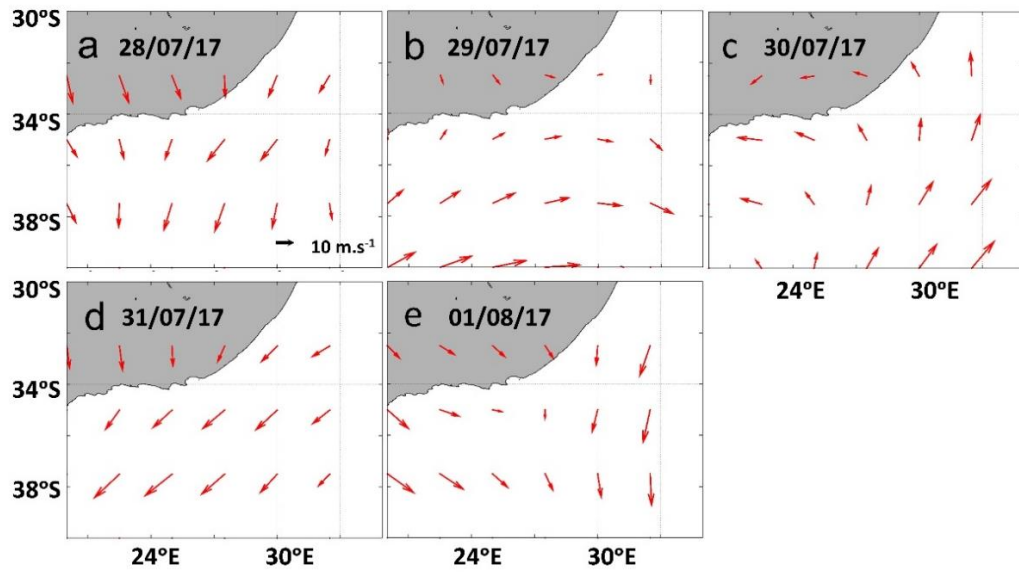 30ºS
a 28/07/17
b 29/07/17
c 30/07/17
34ºS
38ºS
10 m.s-1
24ºE 30ºE
30ºS
d 31/07/17
e 01/08/17
34ºS
38ºS
24ºE 30ºE 24ºE 30ºE